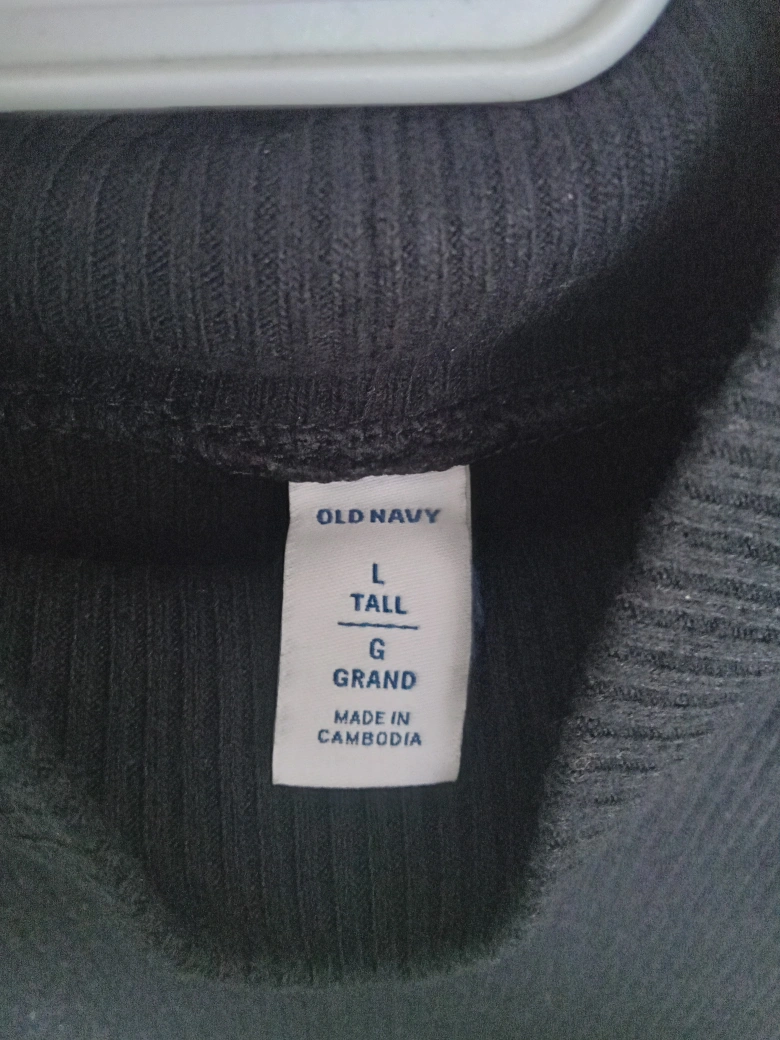 OLD NAVY
L
TALL
G
GRAND
MADE IN
CAMBODIA